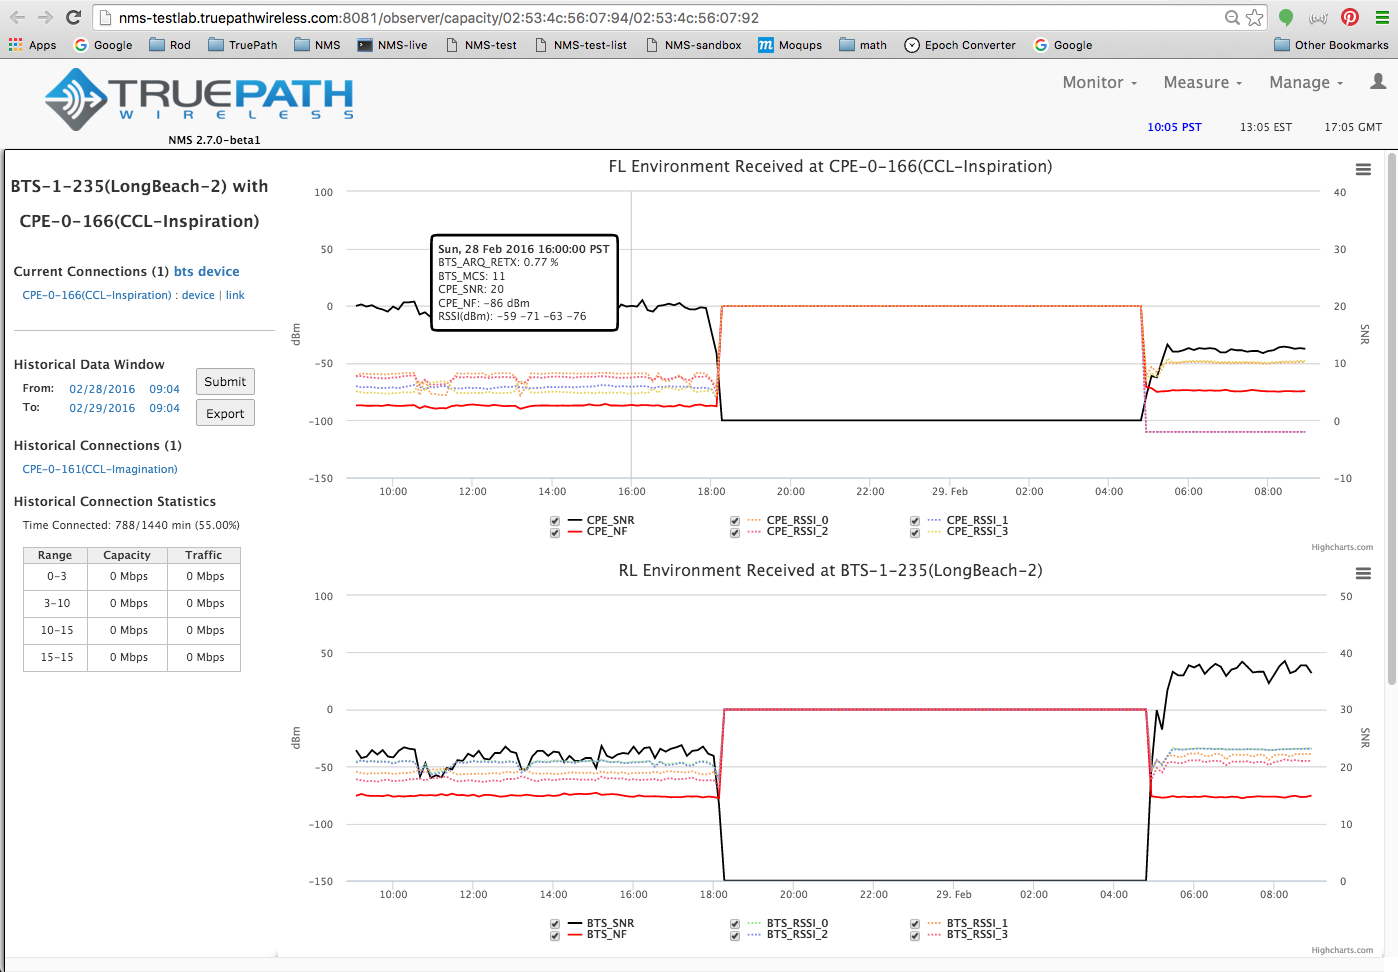 nms-testlab.truepathwireless.com:8081/observer/capacity/02:53:4c:56:07:94/02:53:4c:56:07:92
Apps Google Rod TruePath NMS NMS-live NMS-test NMS-test-list NMS-sandbox Moqups math Epoch Converter Google Other Bookmarks
TRUEPATH
WIRELESS
NMS 2.7.0-beta1
Monitor Measure Manage
10:05 PST 13:05 EST 17:05 GMT
BTS-1-235(LongBeach-2) with
CPE-0-166(CCL-Inspiration)
Current Connections (1) bts device
CPE-0-166(CCL-Inspiration) : device | link
Historical Data Window
From: 02/28/2016 09:04 Submit
To: 02/29/2016 09:04 Export
Historical Connections (1)
CPE-0-161(CCL-Imagination)
Historical Connection Statistics
Time Connected: 788/1440 min (55.00%)
Range Capacity Traffic
0-3 0 Mbps 0 Mbps
3-10 0 Mbps 0 Mbps
10-15 0 Mbps 0 Mbps
15-15 0 Mbps 0 Mbps
FL Environment Received at CPE-0-166(CCL-Inspiration)
100 40
50 30
0 20
-50 10
-100 0
-150 -10
dBm
SNR
Sun, 28 Feb 2016 16:00:00 PST
BTS_ARQ_RETX: 0.77 %
BTS_MCS: 11
CPE_SNR: 20
CPE_NF: -86 dBm
RSSI(dBm): -59 -71 -63 -76
10:00 12:00 14:00 16:00 18:00 20:00 22:00 29. Feb 02:00 04:00 06:00 08:00
CPE_SNR CPE_RSSI_0 CPE_RSSI_1
CPE_NF CPE_RSSI_2 CPE_RSSI_3
Highcharts.com
RL Environment Received at BTS-1-235(LongBeach-2)
100 50
50 40
0 30
-50 20
-100 10
-150 0
dBm
SNR
10:00 12:00 14:00 16:00 18:00 20:00 22:00 29. Feb 02:00 04:00 06:00 08:00
BTS_SNR BTS_RSSI_0 BTS_RSSI_1
BTS_NF BTS_RSSI_2 BTS_RSSI_3
Highcharts.com